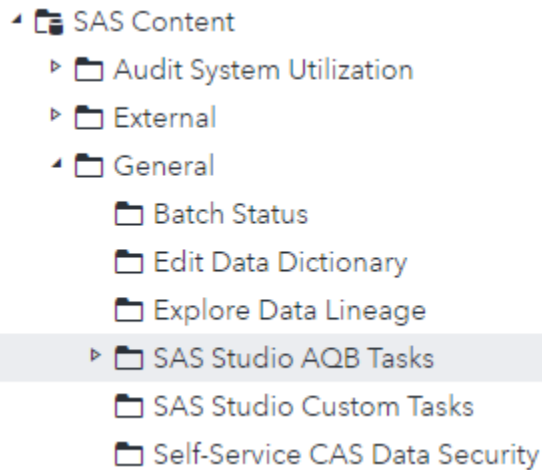 SAS Content
Audit System Utilization
External
General
Batch Status
Edit Data Dictionary
Explore Data Lineage
SAS Studio AQB Tasks
SAS Studio Custom Tasks
Self-Service CAS Data Security